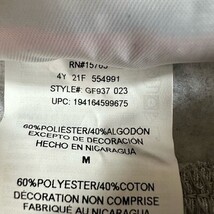 RN#15763
4Y 21F 554991
STYLE# GF937 023
UPC: 194164599675
60%POLIÉSTER/40%ALGODON
EXCEPTO DE DECORACION
HECHO EN NICARAGUA
M
60%POLYESTER/40%COTON
DÉCORATION NON COMPRISE
FABRIQUÉ AU NICARAGUA